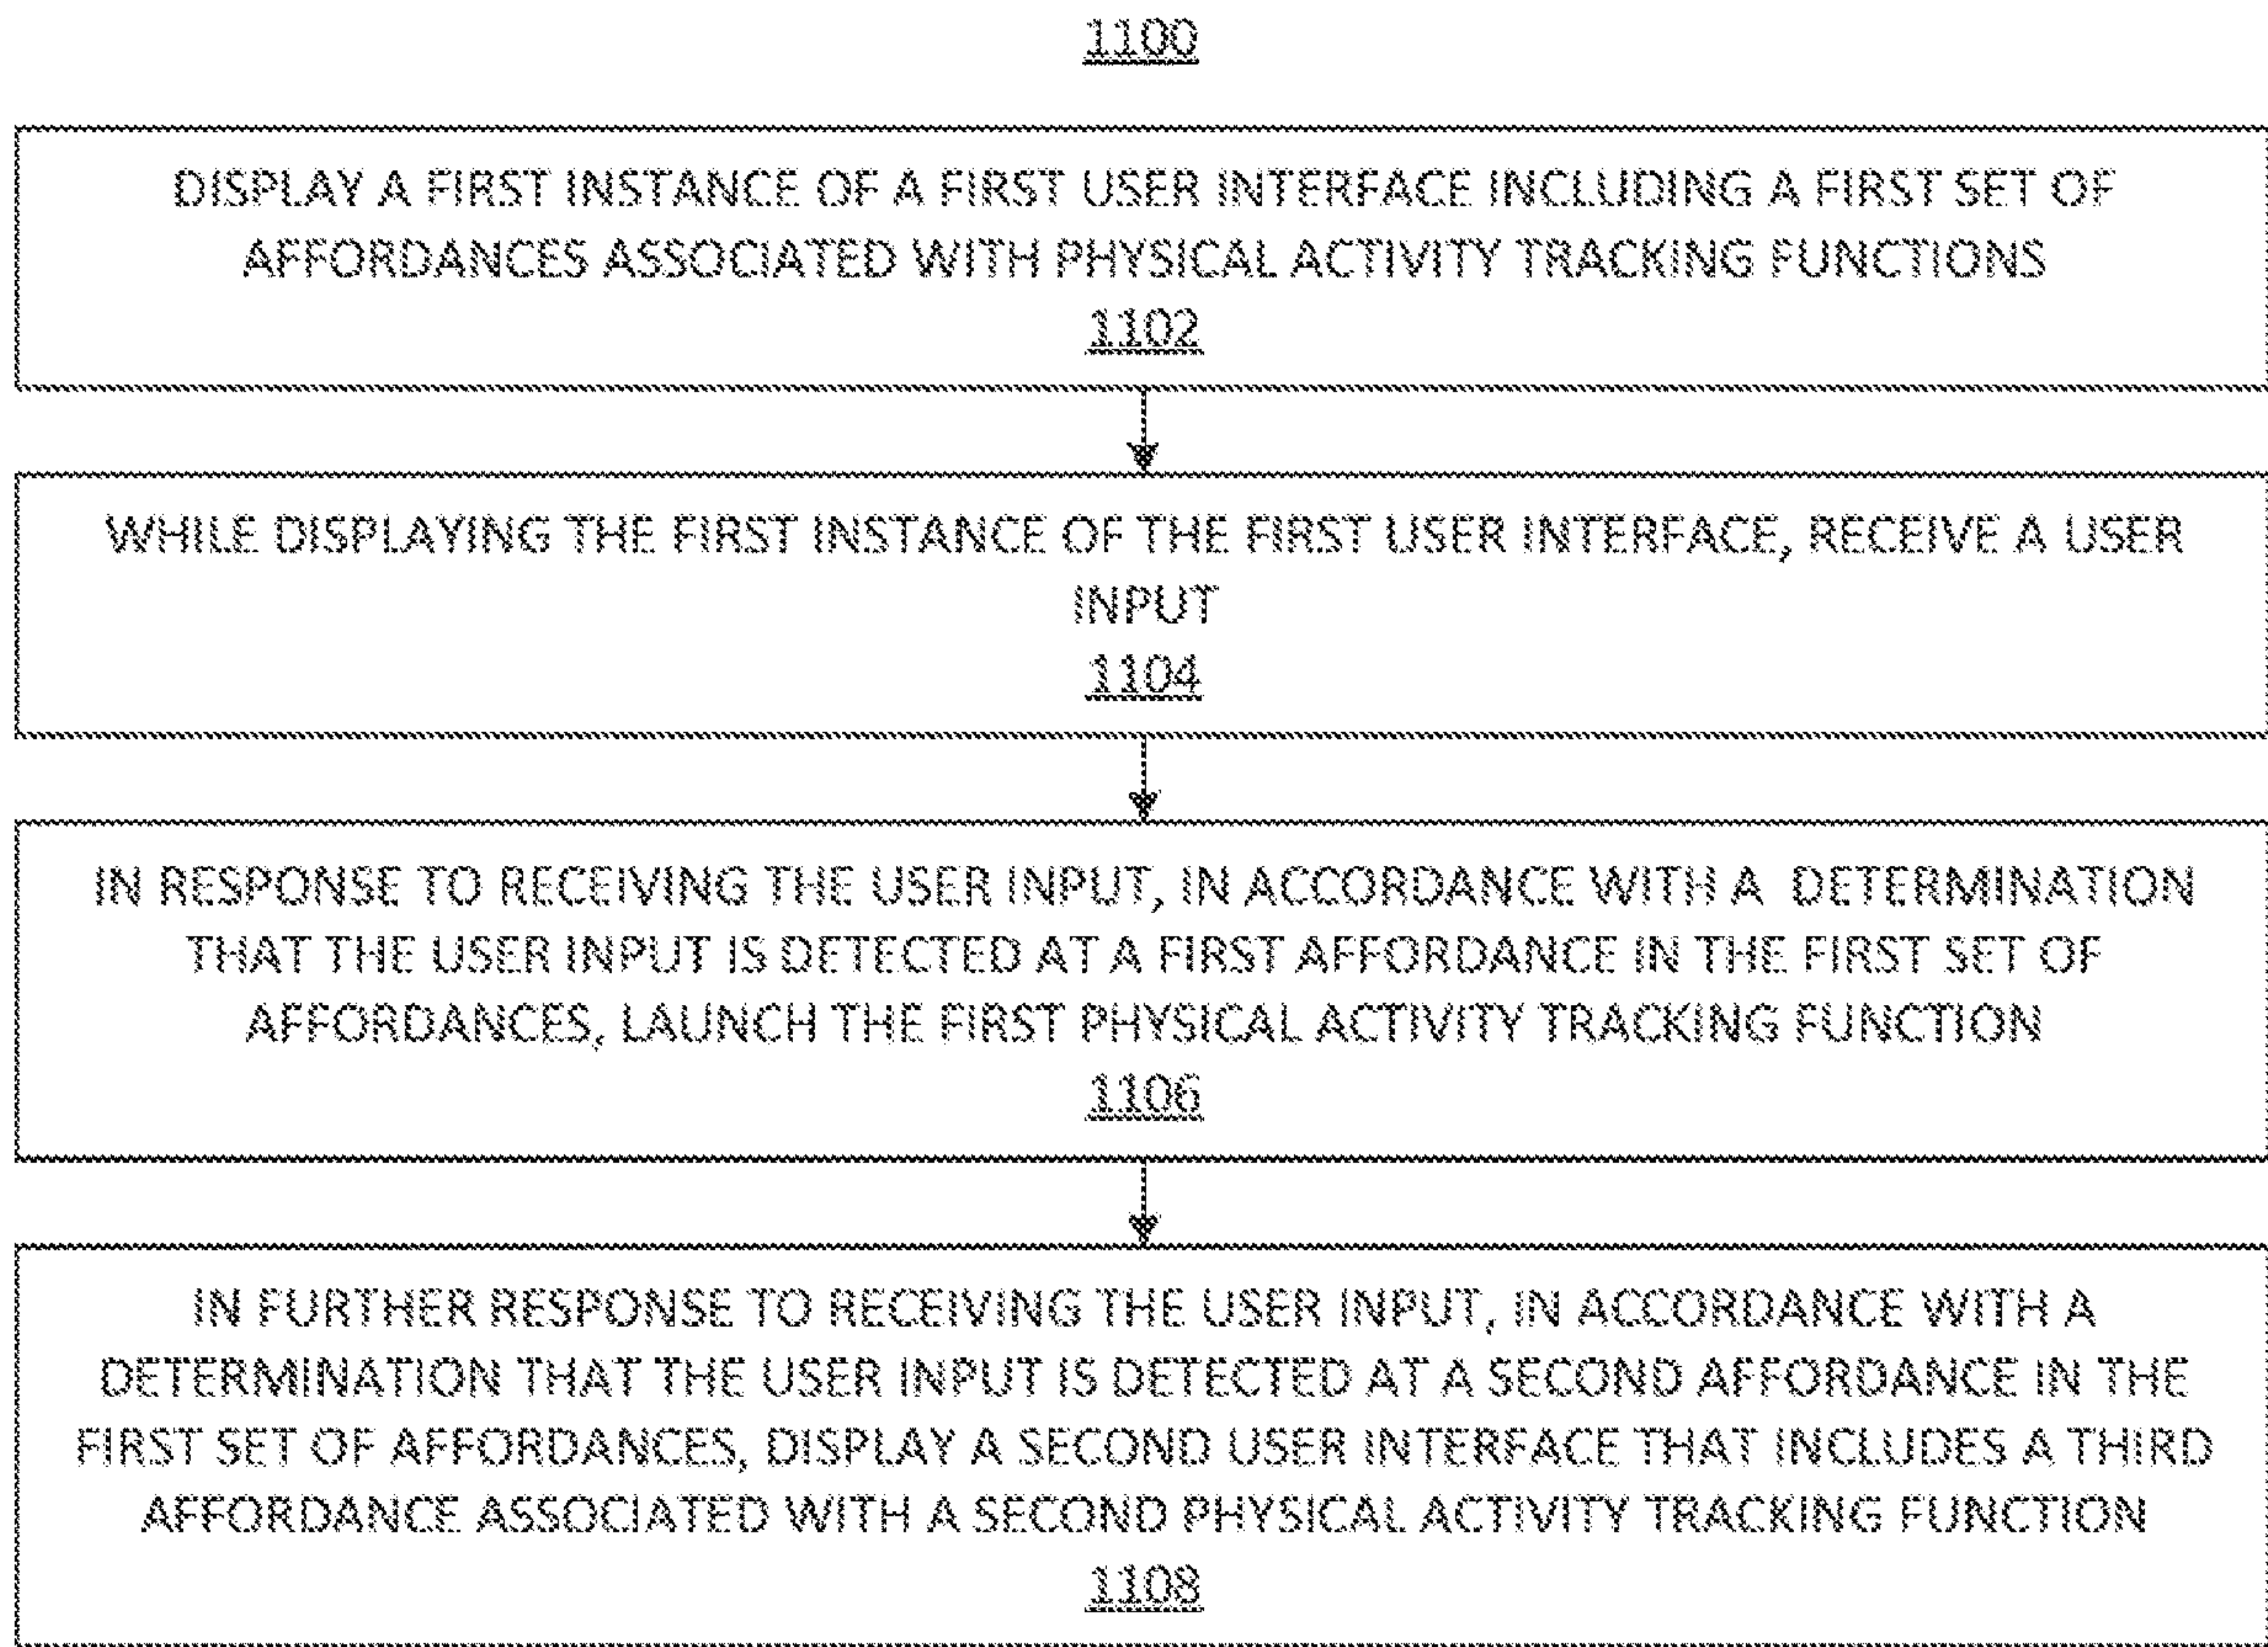 1100
DISPLAY A FIRST INSTANCE OF A FIRST USER INTERFACE INCLUDING A FIRST SET OF
AFFORDANCES ASSOCIATED WITH PHYSICAL ACTIVITY TRACKING FUNCTIONS
1102
WHILE DISPLAYING THE FIRST INSTANCE OF THE FIRST USER INTERFACE, RECEIVE A USER
INPUT
1104
IN RESPONSE TO RECEIVING THE USER INPUT, IN ACCORDANCE WITH A DETERMINATION
THAT THE USER INPUT IS DETECTED AT A FIRST AFFORDANCE IN THE FIRST SET OF
AFFORDANCES, LAUNCH THE FIRST PHYSICAL ACTIVITY TRACKING FUNCTION
1106
IN FURTHER RESPONSE TO RECEIVING THE USER INPUT, IN ACCORDANCE WITH A
DETERMINATION THAT THE USER INPUT IS DETECTED AT A SECOND AFFORDANCE IN THE
FIRST SET OF AFFORDANCES, DISPLAY A SECOND USER INTERFACE THAT INCLUDES A THIRD
AFFORDANCE ASSOCIATED WITH A SECOND PHYSICAL ACTIVITY TRACKING FUNCTION
1108